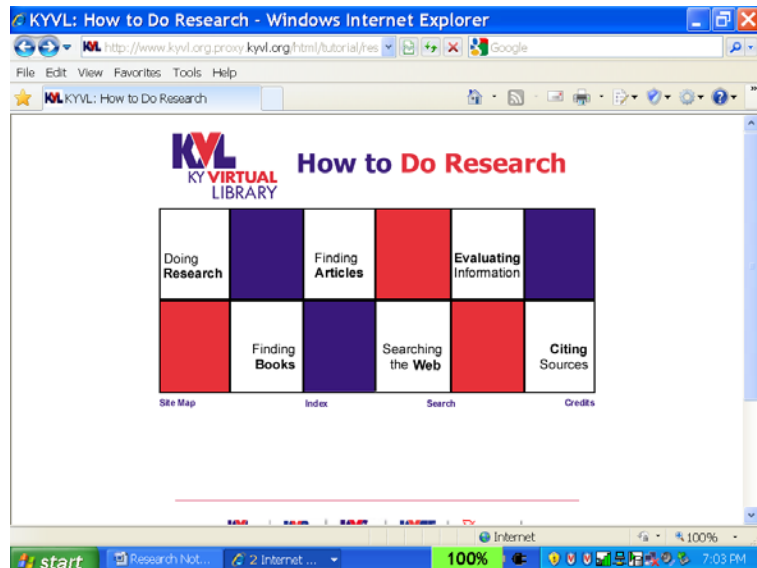 KYVL: How to Do Research - Windows Internet Explorer
http://www.kyvl.org.proxy.kyvl.org/html/tutorial/res
Google
File Edit View Favorites Tools Help
KYVL: How to Do Research
KY VIRTUAL
LIBRARY
How to Do Research
Doing
Research
Finding
Articles
Evaluating
Information
Finding
Books
Searching
the Web
Citing
Sources
Site Map Index Search Credits
Internet 100%
start Research Not... 2 Internet ... 100% 7:03 PM